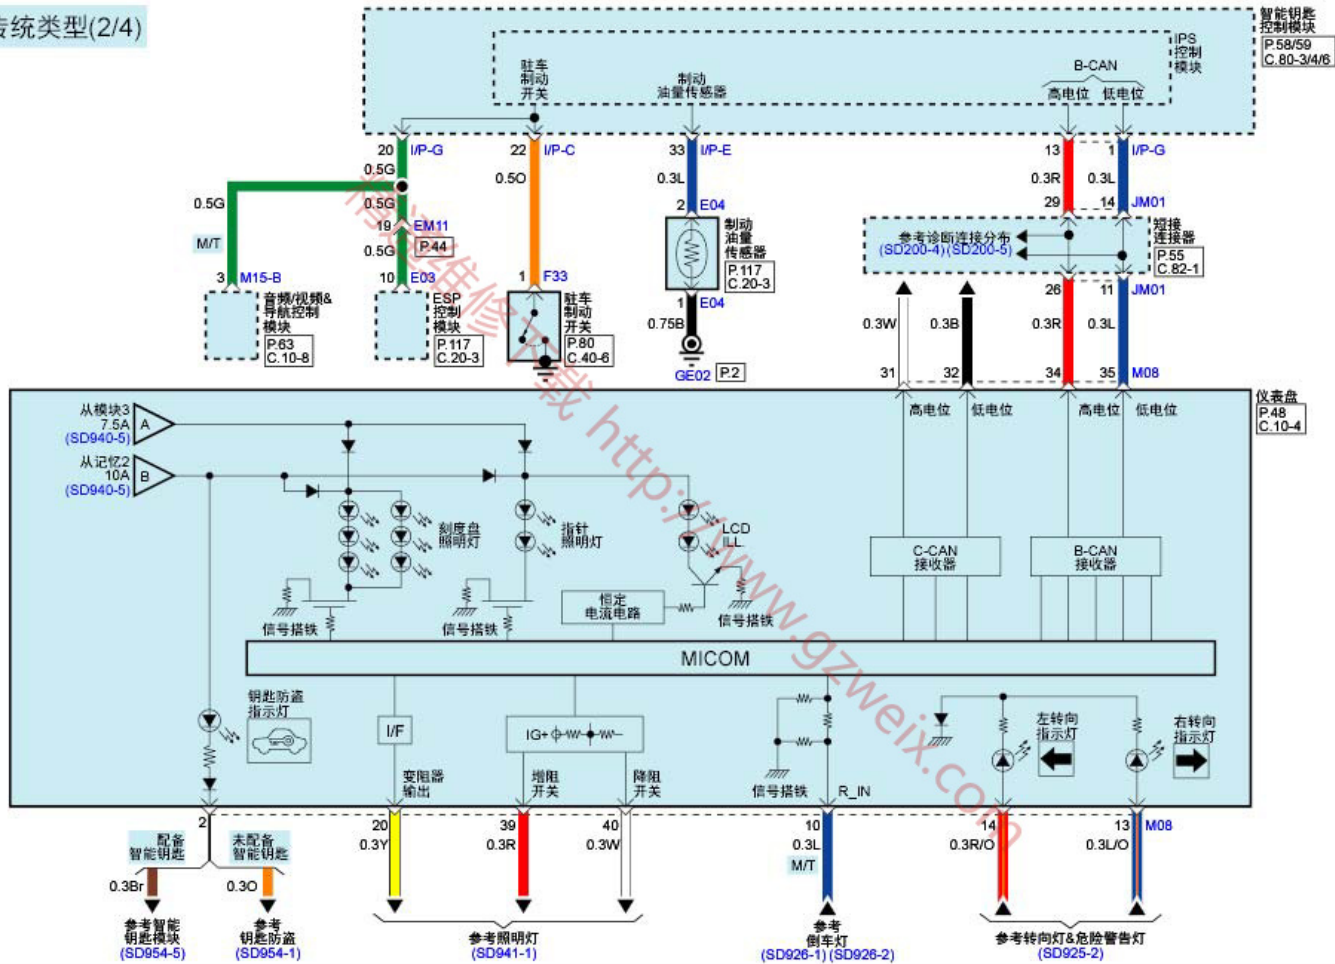 传统类型(2/4)
智能钥匙
控制模块
P.58/59
C.80-3/4/6
IPS
控制
模块
驻车
制动
开关
制动
油量传感器
B-CAN
高电位 低电位
20 I/P-G
22 I/P-C
33 I/P-E
13
1 I/P-G
0.5G
0.5O
0.3L
0.3R
0.3L
0.5G
0.5G
19 EM11
P.44
0.5G
M/T
3 M15-B
10 E03
1 F33
2 E04
29
14 JM01
音频/视频&
导航控制
模块
P.63
C.10-8
ESP
控制
模块
P.117
C.20-3
驻车
制动
开关
P.80
C.40-6
制动
油量
传感器
P.117
C.20-3
1 E04
0.75B
GE02 P.2
参考诊断连接分布
(SD200-4)(SD200-5)
短接
连接器
P.55
C.82-1
26
11 JM01
0.3W
0.3B
0.3R
0.3L
31
32
34
35 M08
仪表盘
P.48
C.10-4
高电位 低电位
高电位 低电位
从模块3
7.5A
(SD940-5)
A
从记忆2
10A
(SD940-5)
B
刻度盘
照明灯
指针
照明灯
LCD
ILL.
C-CAN
接收器
B-CAN
接收器
恒定
电流电路
信号搭铁
信号搭铁
信号搭铁
MICOM
钥匙防盗
指示灯
I/F
IG+
变阻器
输出
增阻
开关
降阻
开关
信号搭铁
R_IN
左转向
指示灯
右转向
指示灯
2
20
39
40
10
14
13 M08
配备
智能钥匙
未配备
智能钥匙
0.3Y
0.3R
0.3W
0.3L
0.3R/O
0.3L/O
M/T
0.3Br
0.3O
参考智能
钥匙模块
(SD954-5)
参考
钥匙防盗
(SD954-1)
参考照明灯
(SD941-1)
参考
倒车灯
(SD926-1)(SD926-2)
参考转向灯&危险警告灯
(SD925-2)
精通维修下载 http://www.gzweix.com